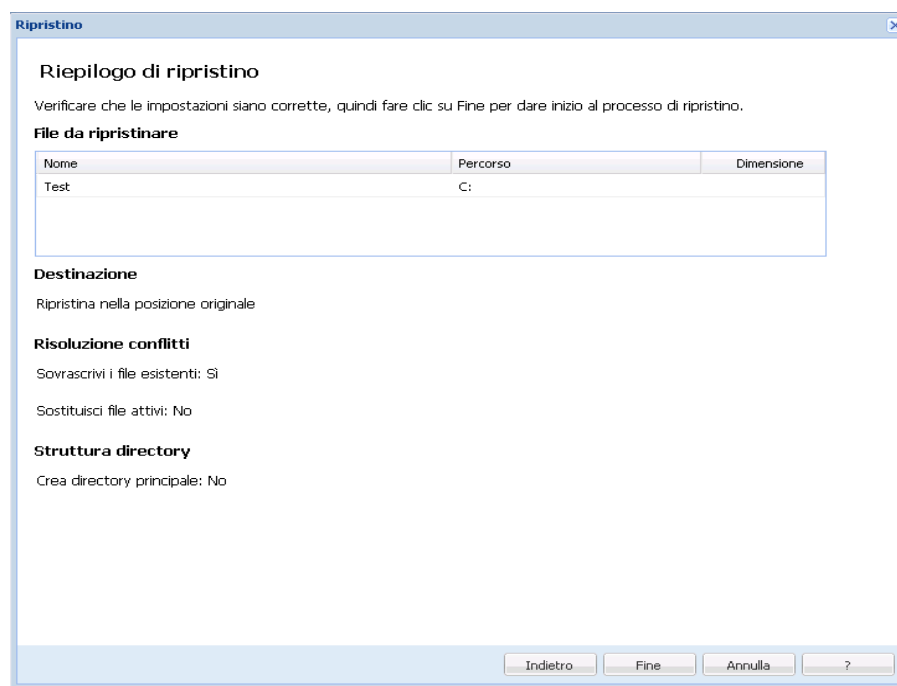 Ripristino
Riepilogo di ripristino
Verificare che le impostazioni siano corrette, quindi fare clic su Fine per dare inizio al processo di ripristino.
File da ripristinare
Nome Percorso Dimensione
Test C:
Destinazione
Ripristina nella posizione originale
Risoluzione conflitti
Sovrascrivi i file esistenti: Sì
Sostituisci file attivi: No
Struttura directory
Crea directory principale: No
Indietro Fine Annulla ?